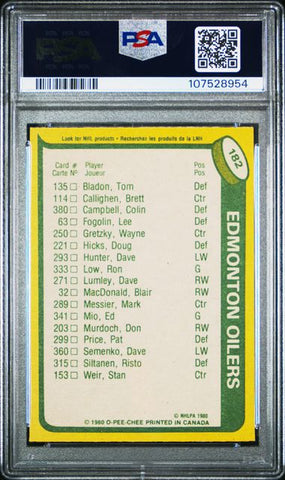 PSA
PSA
107528954
Look for NHL products • Recherchez les produits de la LNH
182
EDMONTON OILERS
Card # Player Pos
Carte Nº Joueur Pos
135 Bladon, Tom Def
114 Callighen, Brett Ctr
380 Campbell, Colin Def
63 Fogolin, Lee Def
250 Gretzky, Wayne Ctr
221 Hicks, Doug Def
293 Hunter, Dave LW
333 Low, Ron G
271 Lumley, Dave RW
32 MacDonald, Blair RW
289 Messier, Mark Ctr
341 Mio, Ed G
203 Murdoch, Don RW
299 Price, Pat Def
360 Semenko, Dave LW
315 Siltanen, Risto Def
153 Weir, Stan Ctr
© NHLPA 1980
© 1980 O-PEE-CHEE PRINTED IN CANADA